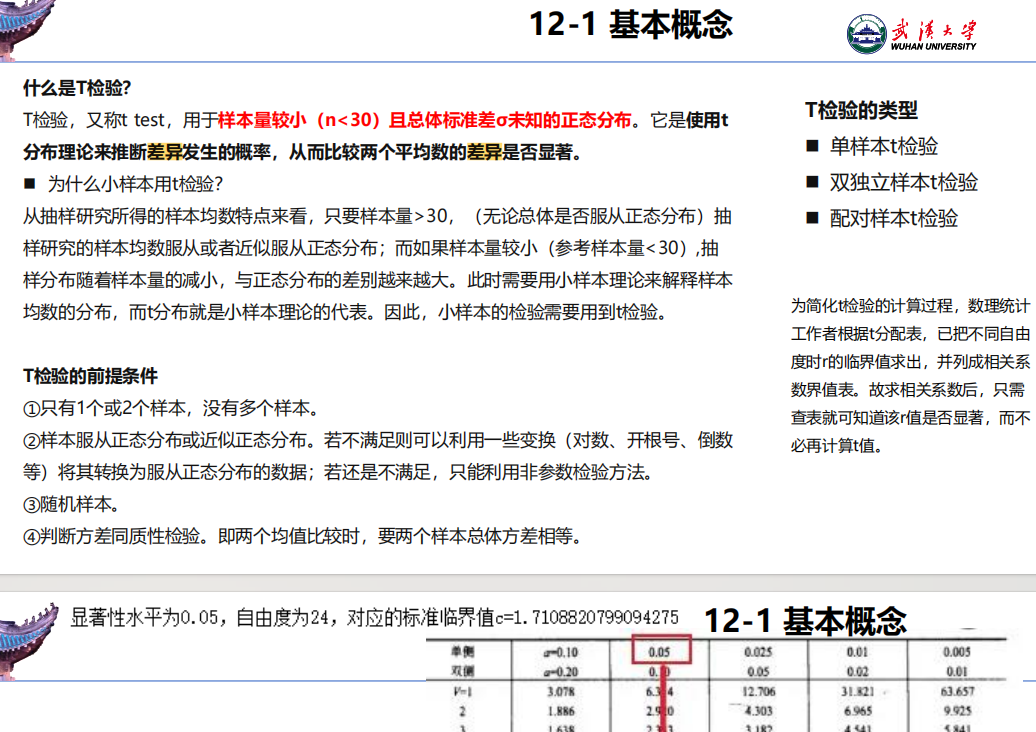 12-1 基本概念
武汉大学
WUHAN UNIVERSITY
什么是T检验?
T检验，又称t test，用于样本量较小（n<30）且总体标准差σ未知的正态分布。它是使用t
分布理论来推断差异发生的概率，从而比较两个平均数的差异是否显著。
■ 为什么小样本用t检验?
从抽样研究所得的样本均数特点来看，只要样本量>30，（无论总体是否服从正态分布）抽
样研究的样本均数服从或者近似服从正态分布；而如果样本量较小（参考样本量<30）,抽
样分布随着样本量的减小，与正态分布的差别越来越大。此时需要用小样本理论来解释样本
均数的分布，而t分布就是小样本理论的代表。因此，小样本的检验需要用到t检验。
T检验的前提条件
①只有1个或2个样本，没有多个样本。
②样本服从正态分布或近似正态分布。若不满足则可以利用一些变换（对数、开根号、倒数
等）将其转换为服从正态分布的数据；若还是不满足，只能利用非参数检验方法。
③随机样本。
④判断方差同质性检验。即两个均值比较时，要两个样本总体方差相等。
T检验的类型
■ 单样本t检验
■ 双独立样本t检验
■ 配对样本t检验
为简化t检验的计算过程，数理统计
工作者根据t分配表，已把不同自由
度时r的临界值求出，并列成相关系
数界值表。故求相关系数后，只需
查表就可知道该r值是否显著，而不
必再计算t值。
显著性水平为0.05，自由度为24，对应的标准临界值c=1.7108820799094275
12-1 基本概念
单侧 α=0.10 0.05 0.025 0.01 0.005
双侧 α=0.20 0.05 0.02 0.01
V=1 3.078 12.706 31.821 63.657
2 1.886 4.303 6.965 9.925
3 1.638 3.182 4.541 5.841